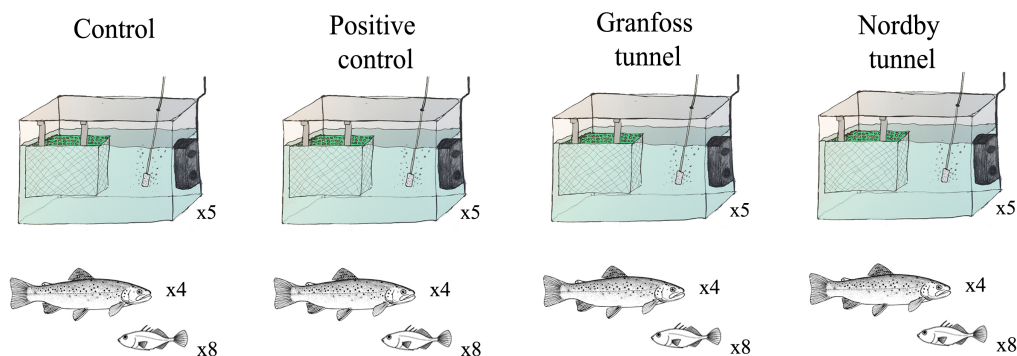 Control
Positive
control
Granfoss
tunnel
Nordby
tunnel
x5
x5
x5
x5
x4
x4
x4
x4
x8
x8
x8
x8